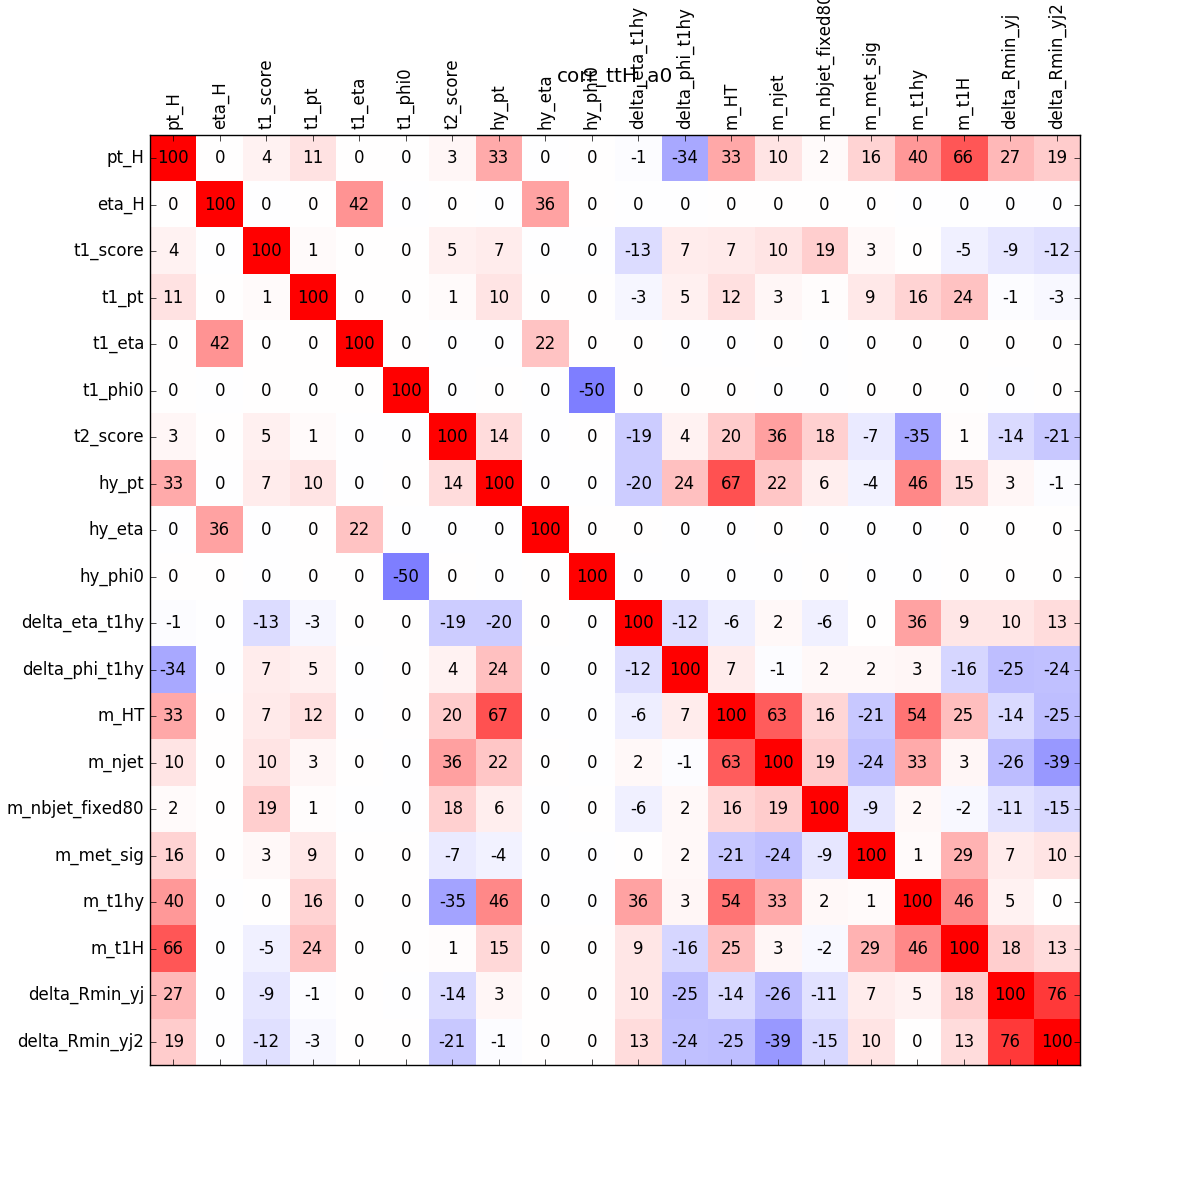 corr_ttH_a0
pt_H eta_H t1_score t1_pt t1_eta t1_phi0 t2_score hy_pt hy_eta hy_phi0 delta_eta_t1hy delta_phi_t1hy m_HT m_njet m_nbjet_fixed80 m_met_sig m_t1hy m_t1H delta_Rmin_yj delta_Rmin_yj2
pt_H 100 0 4 11 0 0 3 33 0 0 -1 -34 33 10 2 16 40 66 27 19
eta_H 0 100 0 0 42 0 0 0 36 0 0 0 0 0 0 0 0 0 0 0
t1_score 4 0 100 1 0 0 5 7 0 0 -13 7 7 10 19 3 0 -5 -9 -12
t1_pt 11 0 1 100 0 0 1 10 0 0 -3 5 12 3 1 9 16 24 -1 -3
t1_eta 0 42 0 0 100 0 0 0 22 0 0 0 0 0 0 0 0 0 0 0
t1_phi0 0 0 0 0 0 100 0 0 0 -50 0 0 0 0 0 0 0 0 0 0
t2_score 3 0 5 1 0 0 100 14 0 0 -19 4 20 36 18 -7 -35 1 -14 -21
hy_pt 33 0 7 10 0 0 14 100 0 0 -20 24 67 22 6 -4 46 15 3 -1
hy_eta 0 36 0 0 22 0 0 0 100 0 0 0 0 0 0 0 0 0 0 0
hy_phi0 0 0 0 0 0 -50 0 0 0 100 0 0 0 0 0 0 0 0 0 0
delta_eta_t1hy -1 0 -13 -3 0 0 -19 -20 0 0 100 -12 -6 2 -6 0 36 9 10 13
delta_phi_t1hy -34 0 7 5 0 0 4 24 0 0 -12 100 7 -1 2 2 3 -16 -25 -24
m_HT 33 0 7 12 0 0 20 67 0 0 -6 7 100 63 16 -21 54 25 -14 -25
m_njet 10 0 10 3 0 0 36 22 0 0 2 -1 63 100 19 -24 33 3 -26 -39
m_nbjet_fixed80 2 0 19 1 0 0 18 6 0 0 -6 2 16 19 100 -9 2 -2 -11 -15
m_met_sig 16 0 3 9 0 0 -7 -4 0 0 0 2 -21 -24 -9 100 1 29 7 10
m_t1hy 40 0 0 16 0 0 -35 46 0 0 36 3 54 33 2 1 100 46 5 0
m_t1H 66 0 -5 24 0 0 1 15 0 0 9 -16 25 3 -2 29 46 100 18 13
delta_Rmin_yj 27 0 -9 -1 0 0 -14 3 0 0 10 -25 -14 -26 -11 7 5 18 100 76
delta_Rmin_yj2 19 0 -12 -3 0 0 -21 -1 0 0 13 -24 -25 -39 -15 10 0 13 76 100